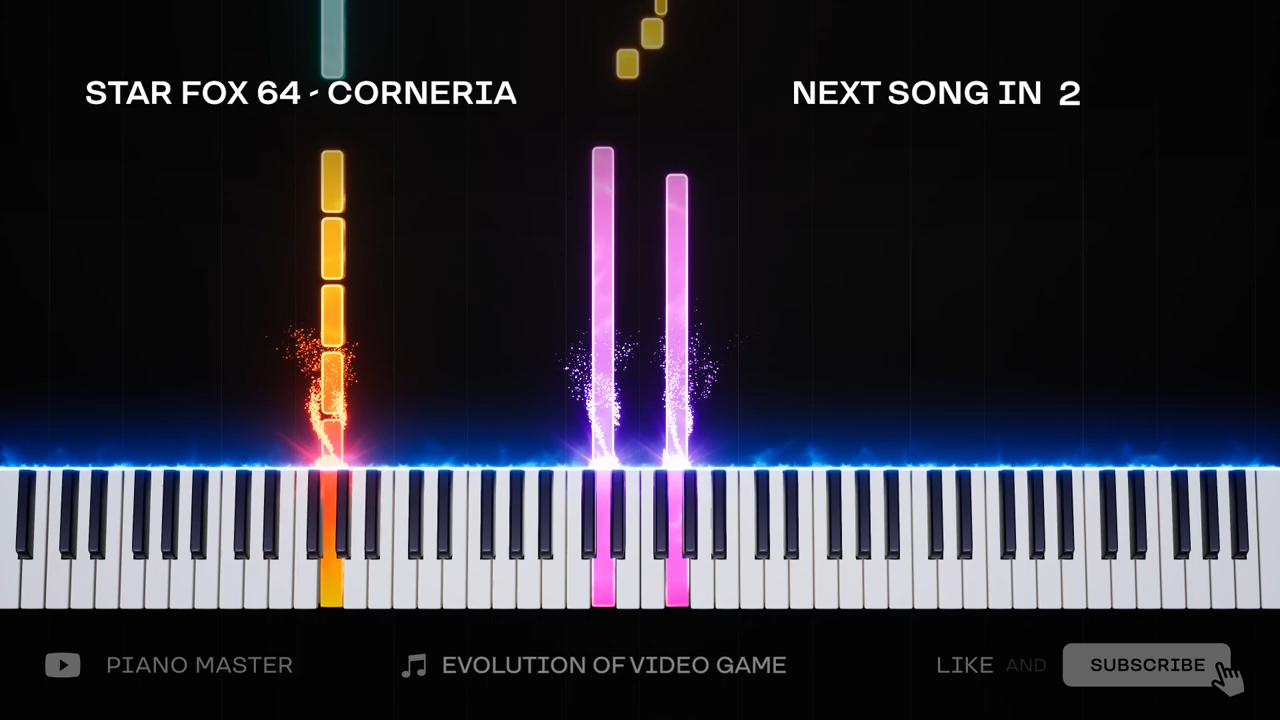 STAR FOX 64 - CORNERIA
NEXT SONG IN 2
PIANO MASTER
EVOLUTION OF VIDEO GAME
LIKE AND SUBSCRIBE